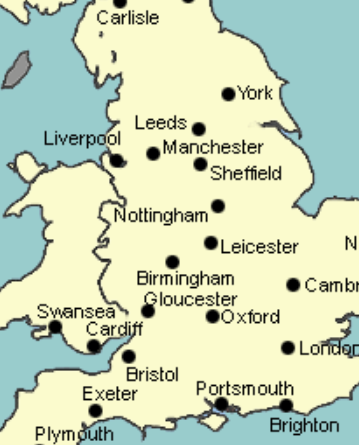 Carlisle
York
Leeds
Liverpool
Manchester
Sheffield
Nottingham
Leicester
N
Birmingham
Cambr
Gloucester
Swansea
Oxford
Cardiff
London
Bristol
Portsmouth
Exeter
Brighton
Plymouth